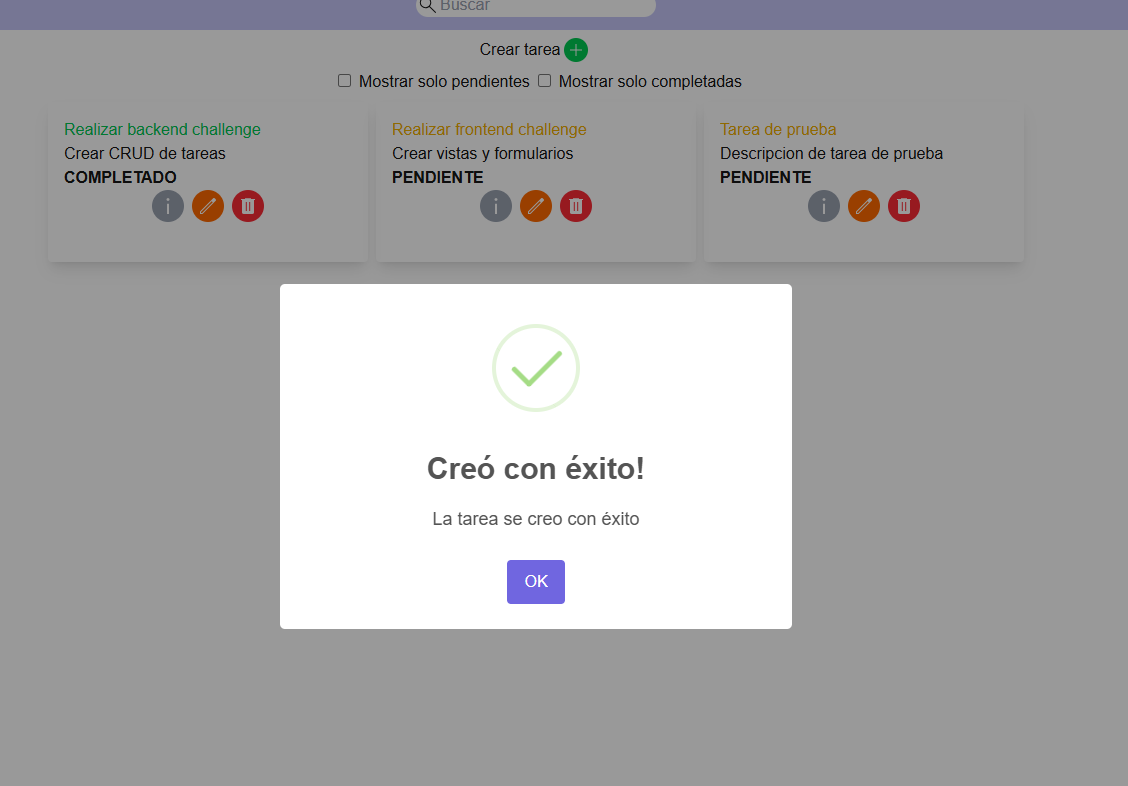 Buscar
Crear tarea
Mostrar solo pendientes Mostrar solo completadas
Realizar backend challenge
Crear CRUD de tareas
COMPLETADO
Realizar frontend challenge
Crear vistas y formularios
PENDIENTE
Tarea de prueba
Descripcion de tarea de prueba
PENDIENTE
Creó con éxito!
La tarea se creo con éxito
OK